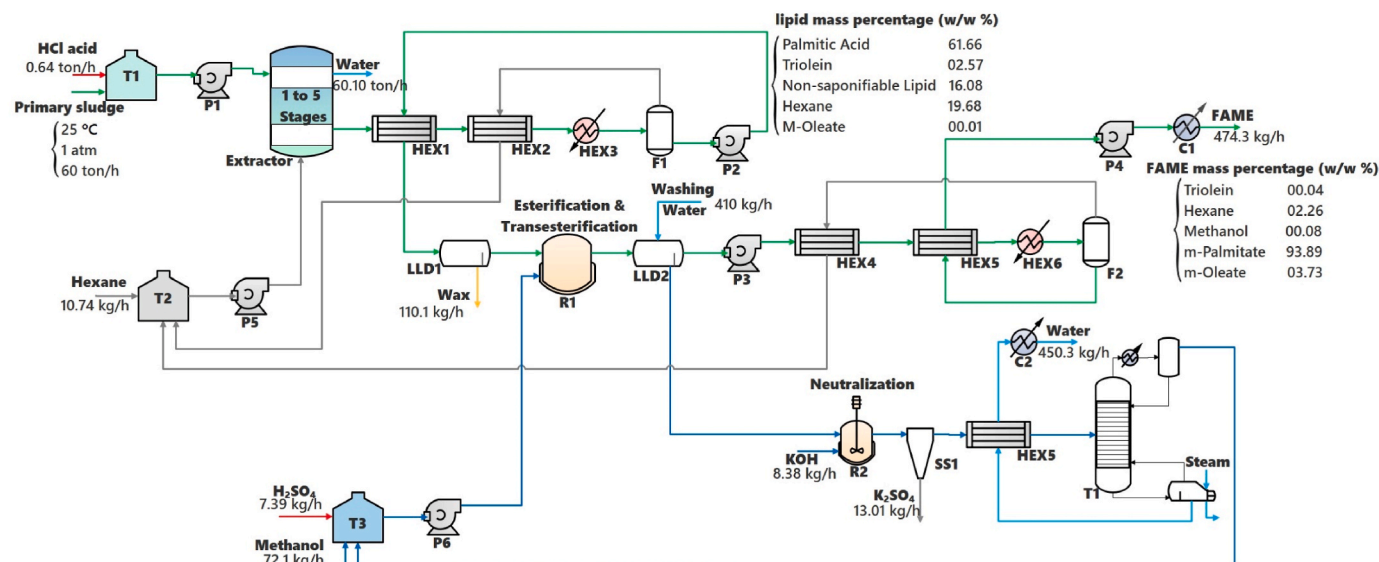 lipid mass percentage (w/w %)
Palmitic Acid 61.66
Triolein 02.57
Non-saponifiable Lipid 16.08
Hexane 19.68
M-Oleate 00.01
HCl acid
0.64 ton/h
T1
P1
Primary sludge
25 ℃
1 atm
60 ton/h
Water
60.10 ton/h
1 to 5
Stages
Extractor
HEX1
HEX2
HEX3
F1
P2
P4
C1
FAME
474.3 kg/h
FAME mass percentage (w/w %)
Triolein 00.04
Hexane 02.26
Methanol 00.08
m-Palmitate 93.89
m-Oleate 03.73
Washing
Water
410 kg/h
Esterification &
Transesterification
LLD1
Wax
110.1 kg/h
R1
LLD2
P3
HEX4
HEX5
HEX6
F2
Hexane
10.74 kg/h
T2
P5
C2
Water
450.3 kg/h
Neutralization
KOH
8.38 kg/h
R2
SS1
K₂SO₄
13.01 kg/h
HEX5
T1
Steam
H₂SO₄
7.39 kg/h
T3
P6
Methanol
72.1 kg/h